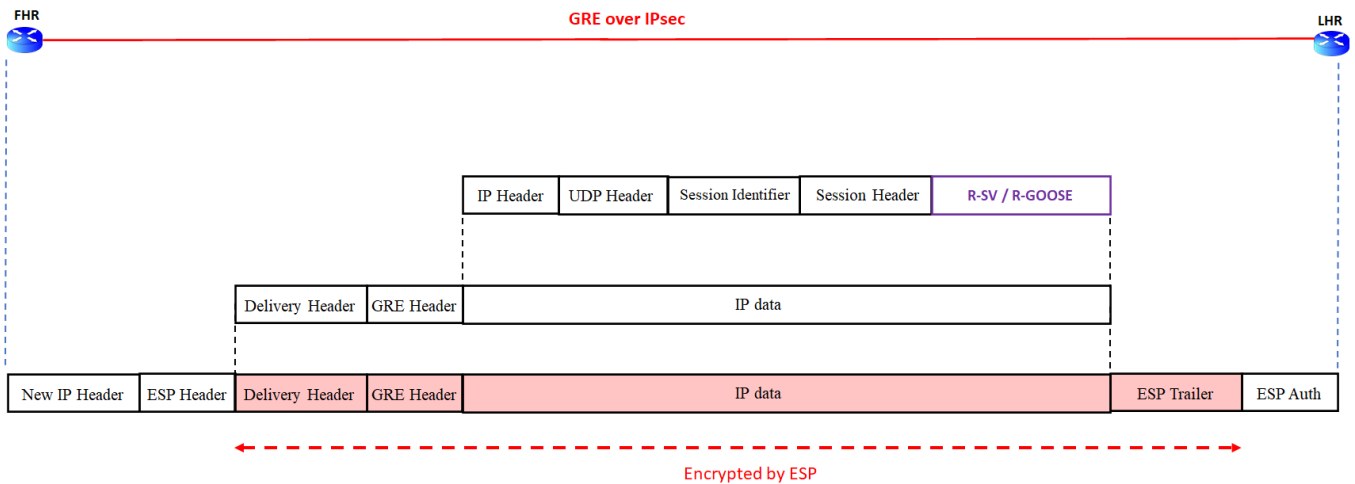 FHR
GRE over IPsec
LHR
IP Header UDP Header Session Identifier Session Header R-SV / R-GOOSE
Delivery Header GRE Header IP data
New IP Header ESP Header Delivery Header GRE Header IP data ESP Trailer ESP Auth
Encrypted by ESP